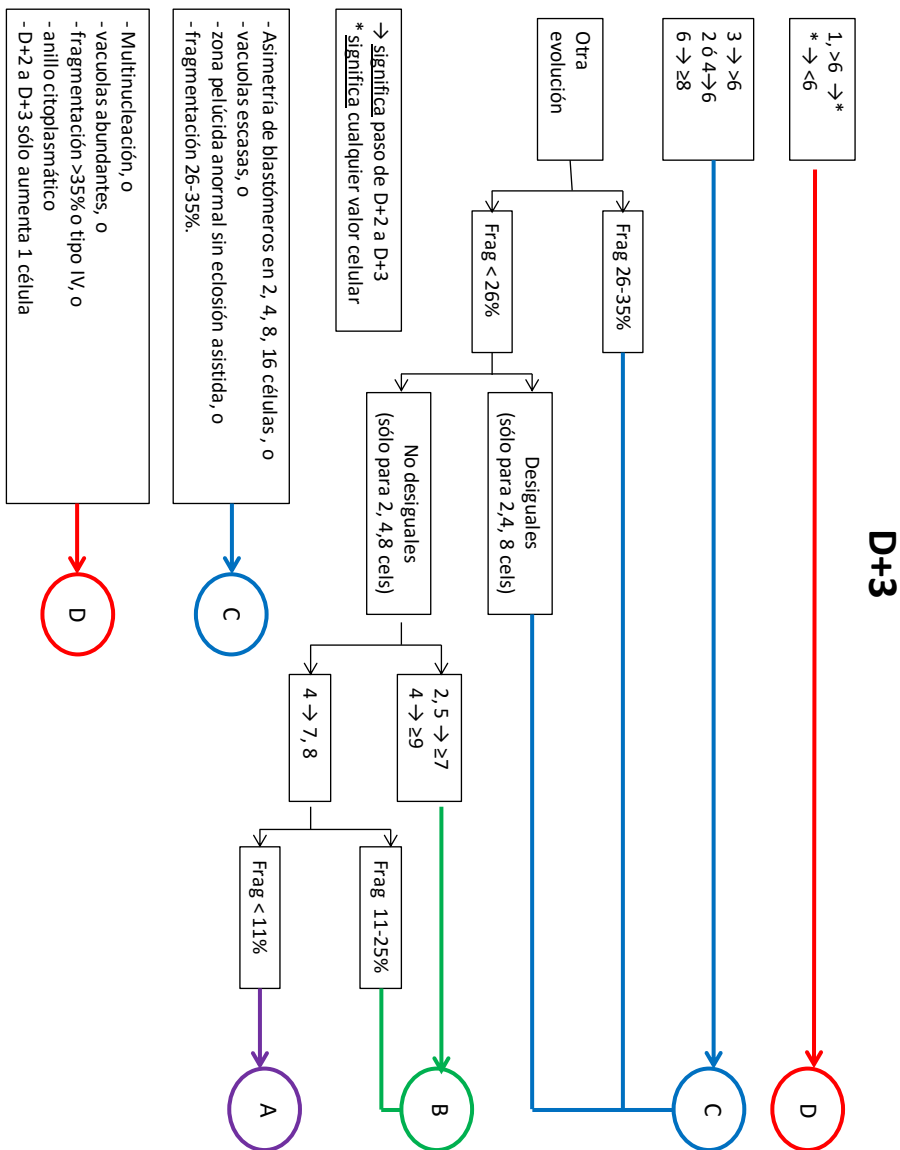 D+3
1, >6 →*
* → <6
D
3 → >6
2 ó 4→6
6 → ≥8
C
Otra
evolución
Frag 26-35%
Frag < 26%
Desiguales
(sólo para 2,4, 8 cels)
No desiguales
(sólo para 2, 4,8 cels)
2, 5 → ≥7
4 → ≥9
B
4 → 7, 8
Frag 11-25%
Frag < 11%
A
→ significa paso de D+2 a D+3
* significa cualquier valor celular
- Asimetría de blastómeros en 2, 4, 8, 16 células , o
- vacuolas escasas, o
- zona pelúcida anormal sin eclosión asistida, o
- fragmentación 26-35%.
C
- Multinucleación, o
- vacuolas abundantes, o
- fragmentación >35% o tipo IV, o
- anillo citoplasmático
- D+2 a D+3 sólo aumenta 1 célula
D